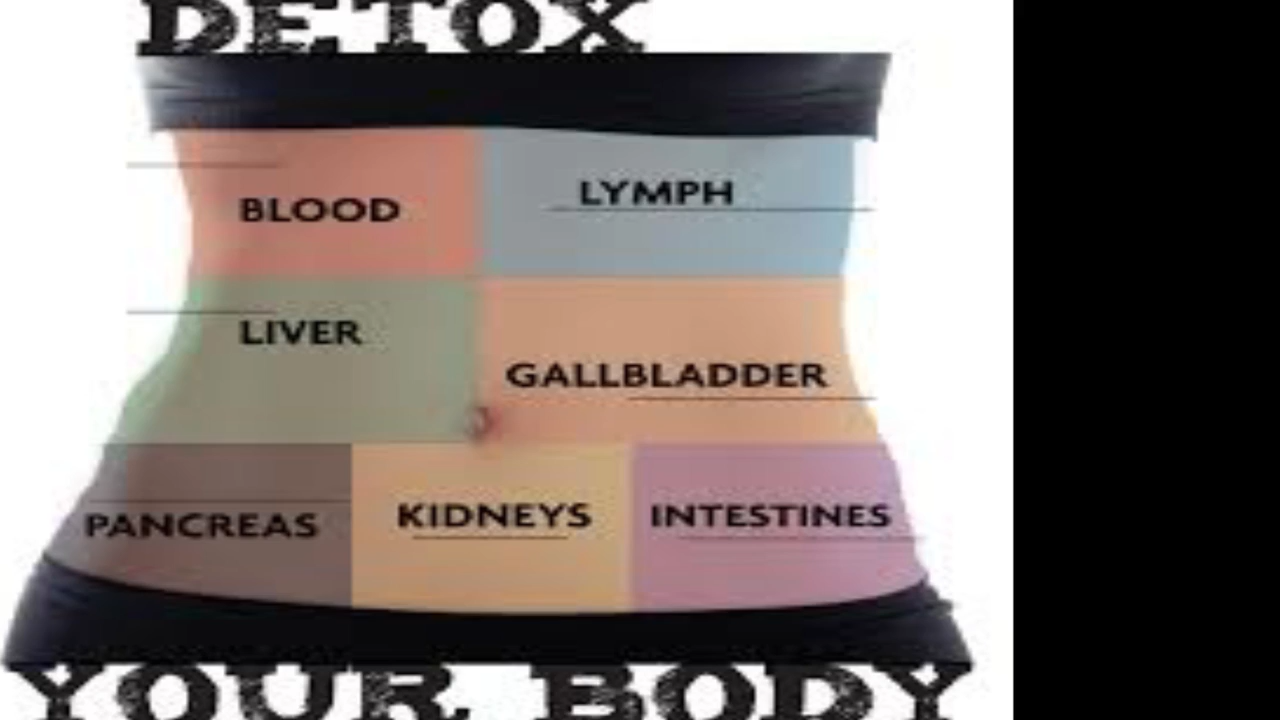 DETOX
BLOOD
LYMPH
LIVER
GALLBLADDER
PANCREAS
KIDNEYS
INTESTINES
YOUR BODY